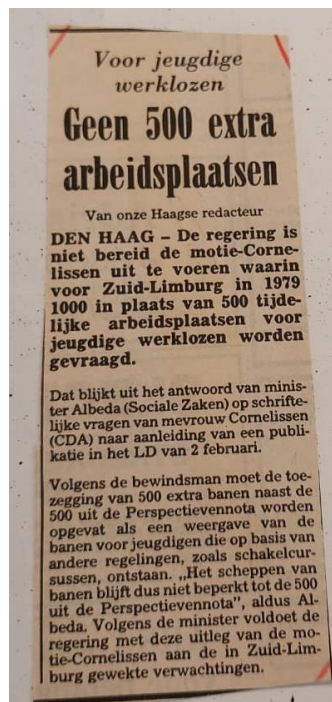 Voor jeugdige
werklozen
Geen 500 extra
arbeidsplaatsen
Van onze Haagse redacteur
DEN HAAG – De regering is
niet bereid de motie-Corne-
lissen uit te voeren waarin
voor Zuid-Limburg in 1979
1000 in plaats van 500 tijde-
lijke arbeidsplaatsen voor
jeugdige werklozen worden
gevraagd.
Dat blijkt uit het antwoord van minis-
ter Albeda (Sociale Zaken) op schrifte-
lijke vragen van mevrouw Cornelissen
(CDA) naar aanleiding van een publi-
katie in het LD van 2 februari.
Volgens de bewindsman moet de toe-
zegging van 500 extra banen naast de
500 uit de Perspectievennota worden
opgevat als een weergave van de
banen voor jeugdigen die op basis van
andere regelingen, zoals schakelcur-
sussen, ontstaan. „Het scheppen van
banen blijft dus niet beperkt tot de 500
uit de Perspectievennota”, aldus Al-
beda. Volgens de minister voldoet de
regering met deze uitleg van de mo-
tie-Cornelissen aan de in Zuid-Lim-
burg gewekte verwachtingen.